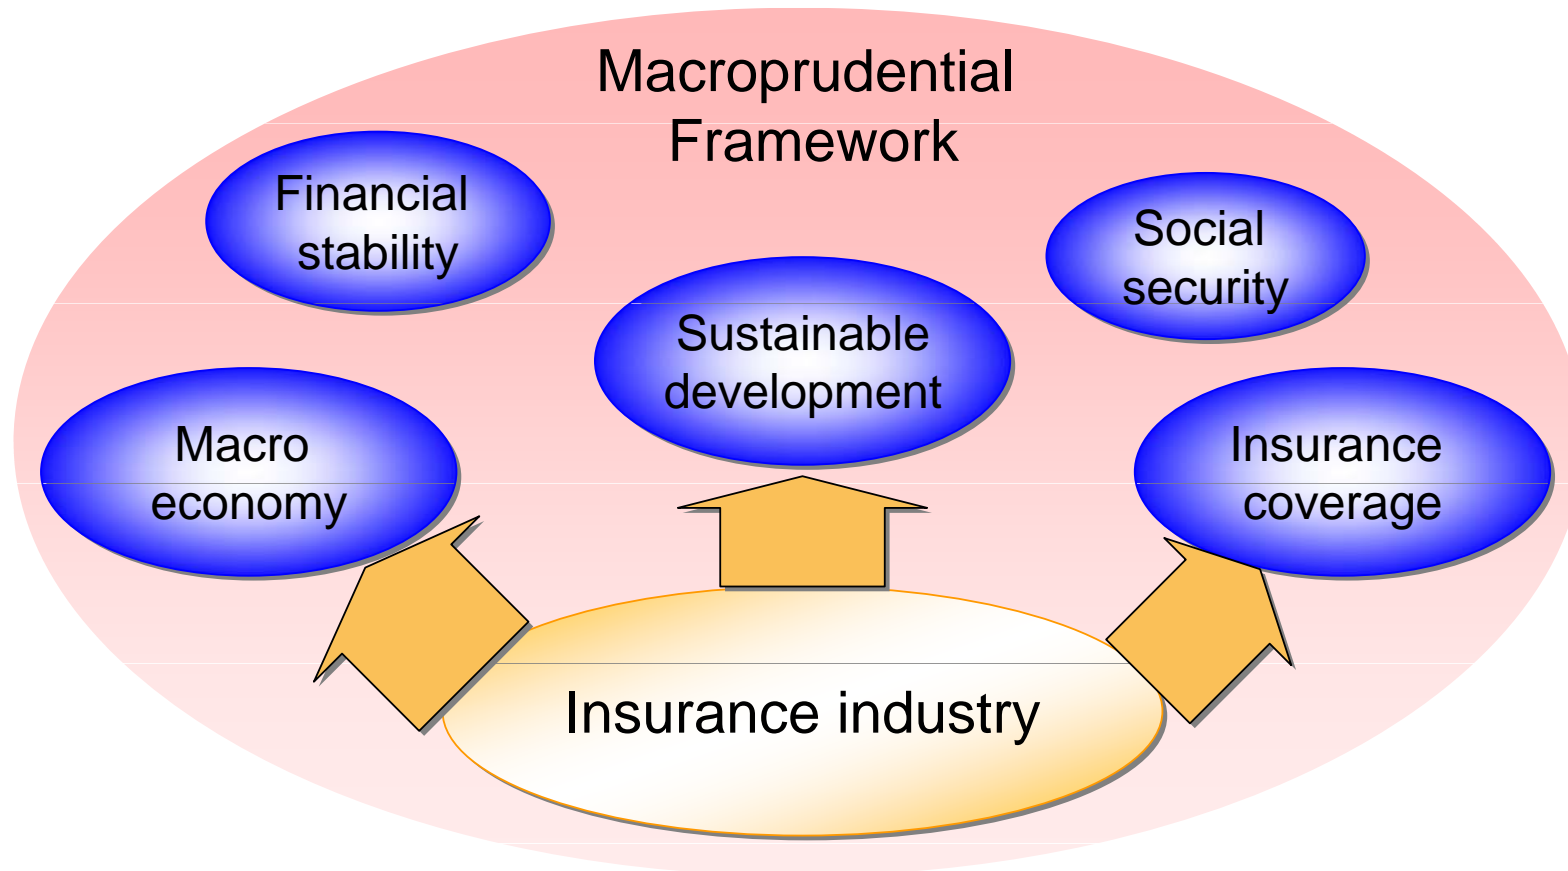 Macroprudential
Framework
Financial
stability
Social
security
Sustainable
development
Macro
economy
Insurance
coverage
Insurance industry